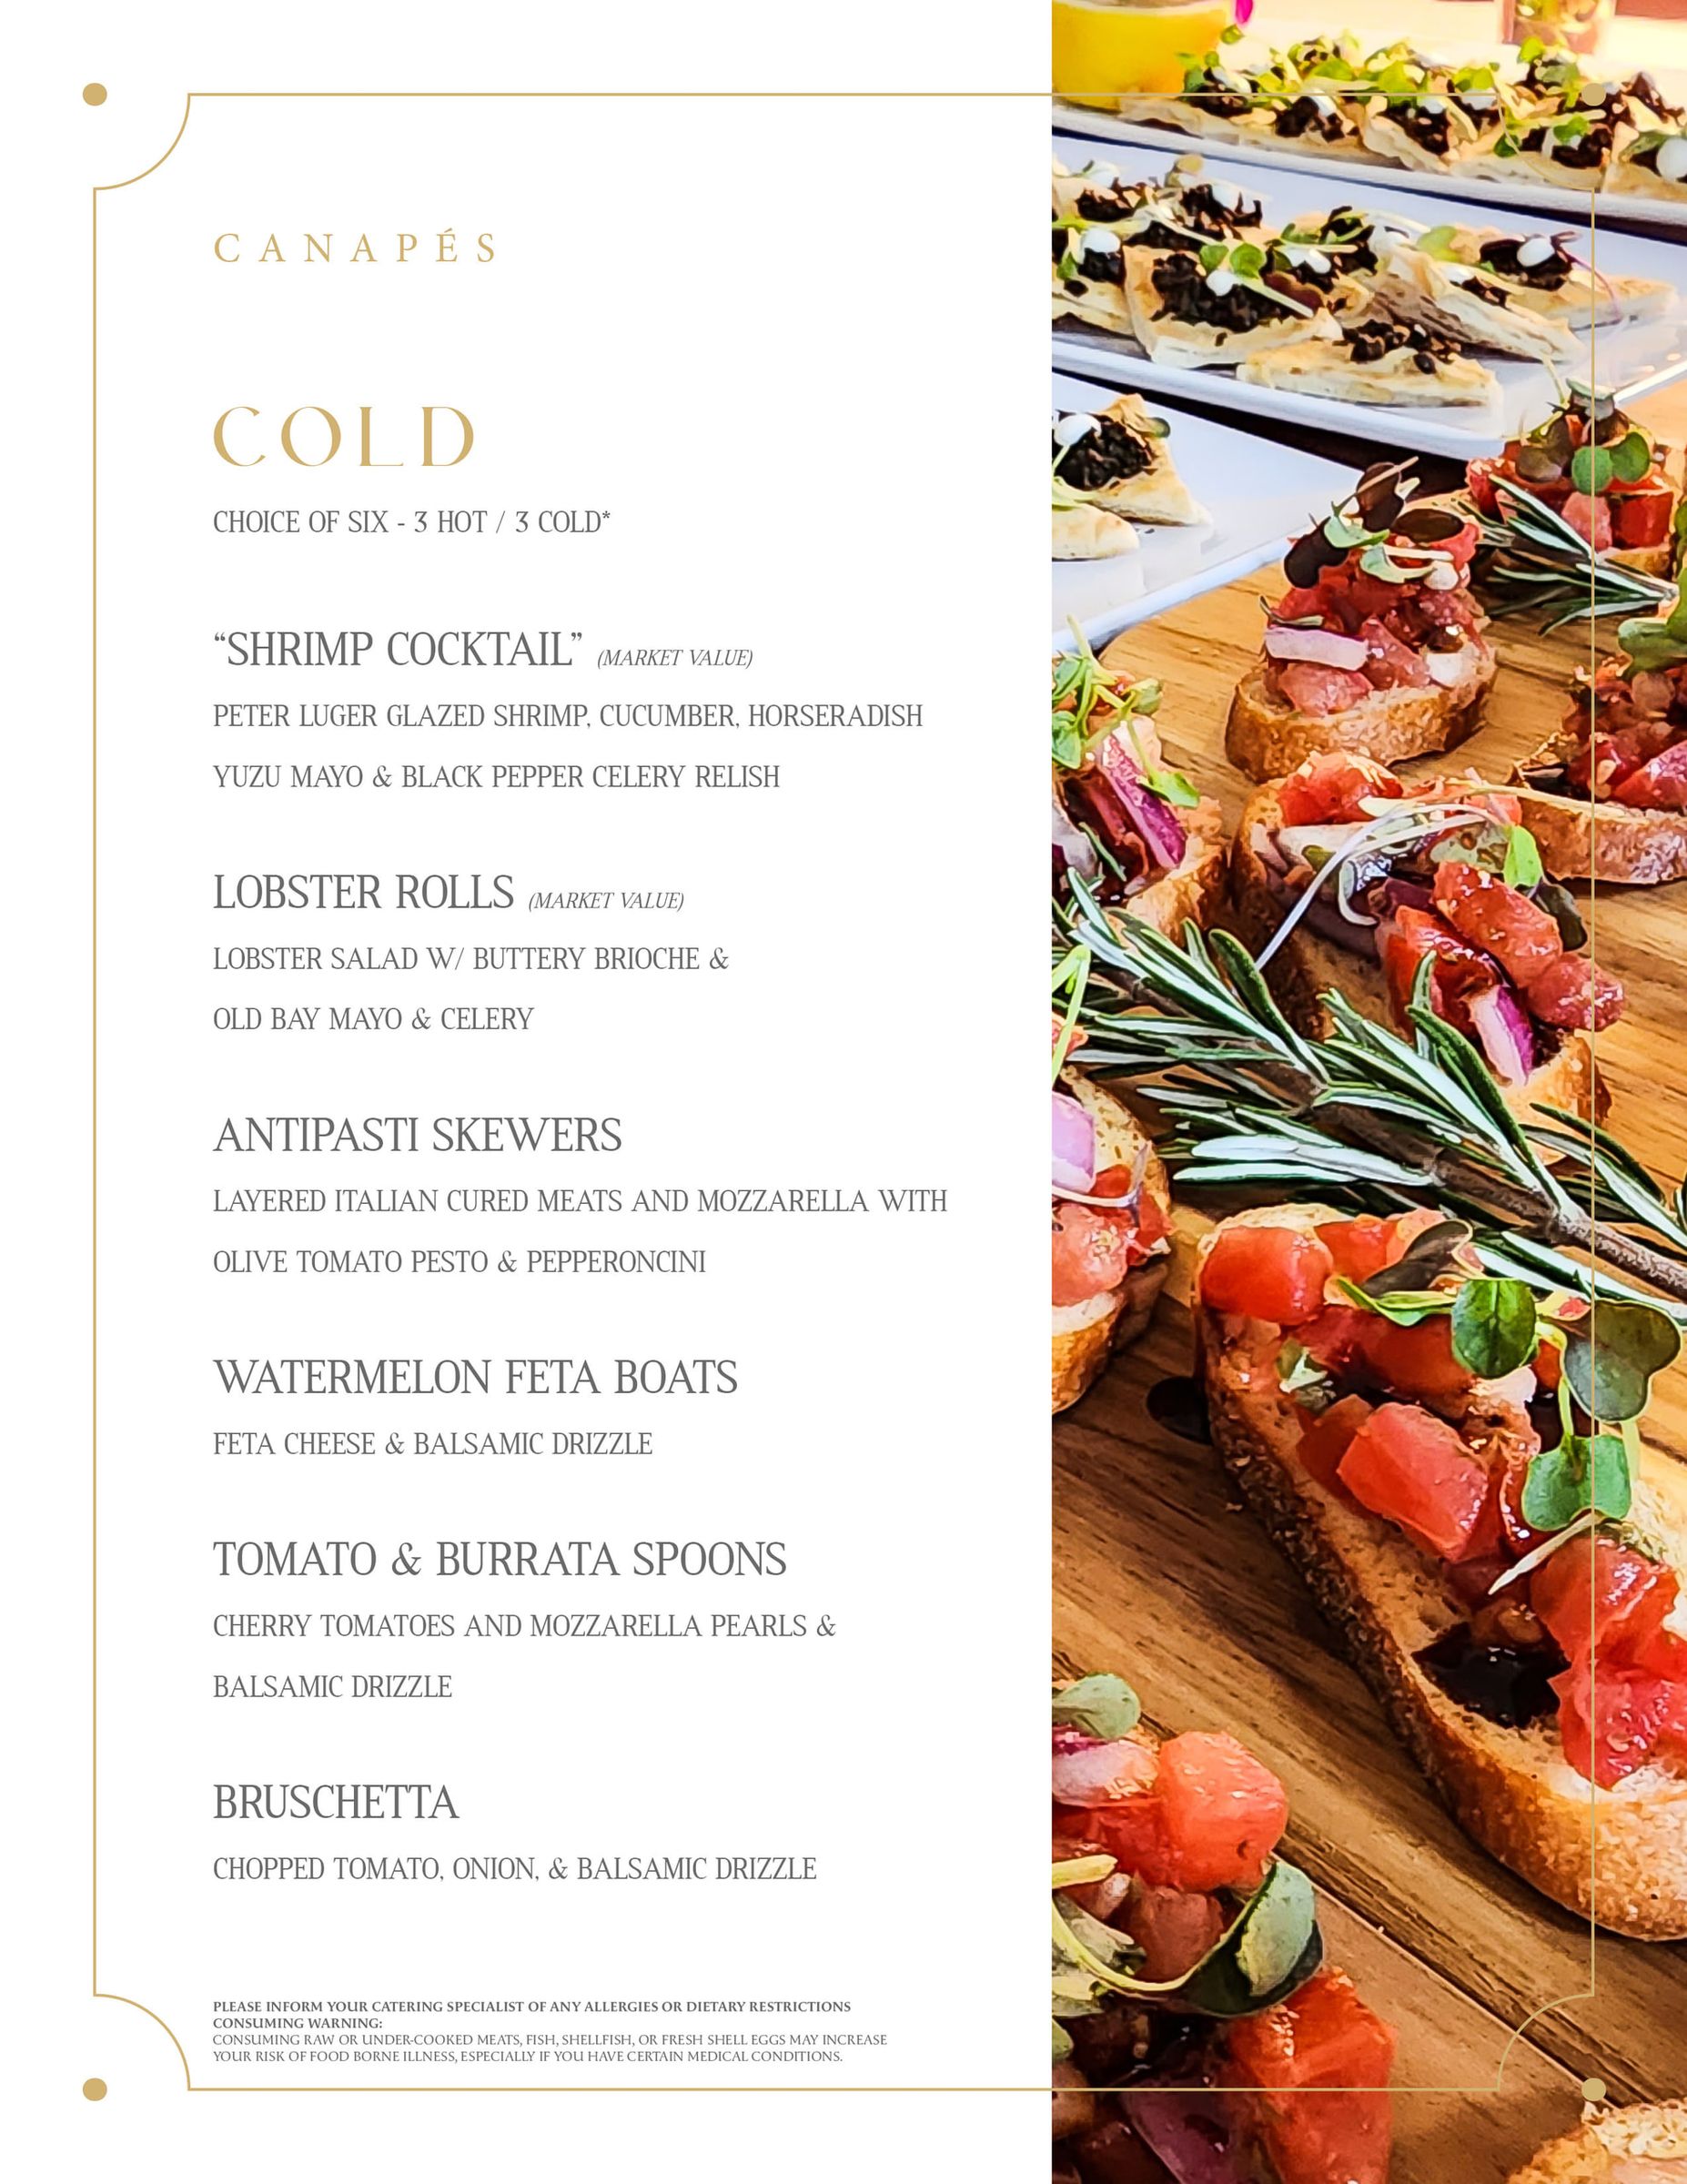 CANAPÉS
COLD
CHOICE OF SIX - 3 HOT / 3 COLD*
“SHRIMP COCKTAIL” (MARKET VALUE)
PETER LUGER GLAZED SHRIMP, CUCUMBER, HORSERADISH
YUZU MAYO & BLACK PEPPER CELERY RELISH
LOBSTER ROLLS (MARKET VALUE)
LOBSTER SALAD W/ BUTTERY BRIOCHE &
OLD BAY MAYO & CELERY
ANTIPASTI SKEWERS
LAYERED ITALIAN CURED MEATS AND MOZZARELLA WITH
OLIVE TOMATO PESTO & PEPPERONCINI
WATERMELON FETA BOATS
FETA CHEESE & BALSAMIC DRIZZLE
TOMATO & BURRATA SPOONS
CHERRY TOMATOES AND MOZZARELLA PEARLS &
BALSAMIC DRIZZLE
BRUSCHETTA
CHOPPED TOMATO, ONION, & BALSAMIC DRIZZLE
PLEASE INFORM YOUR CATERING SPECIALIST OF ANY ALLERGIES OR DIETARY RESTRICTIONS
CONSUMING WARNING:
CONSUMING RAW OR UNDER-COOKED MEATS, FISH, SHELLFISH, OR FRESH SHELL EGGS MAY INCREASE
YOUR RISK OF FOOD BORNE ILLNESS, ESPECIALLY IF YOU HAVE CERTAIN MEDICAL CONDITIONS.